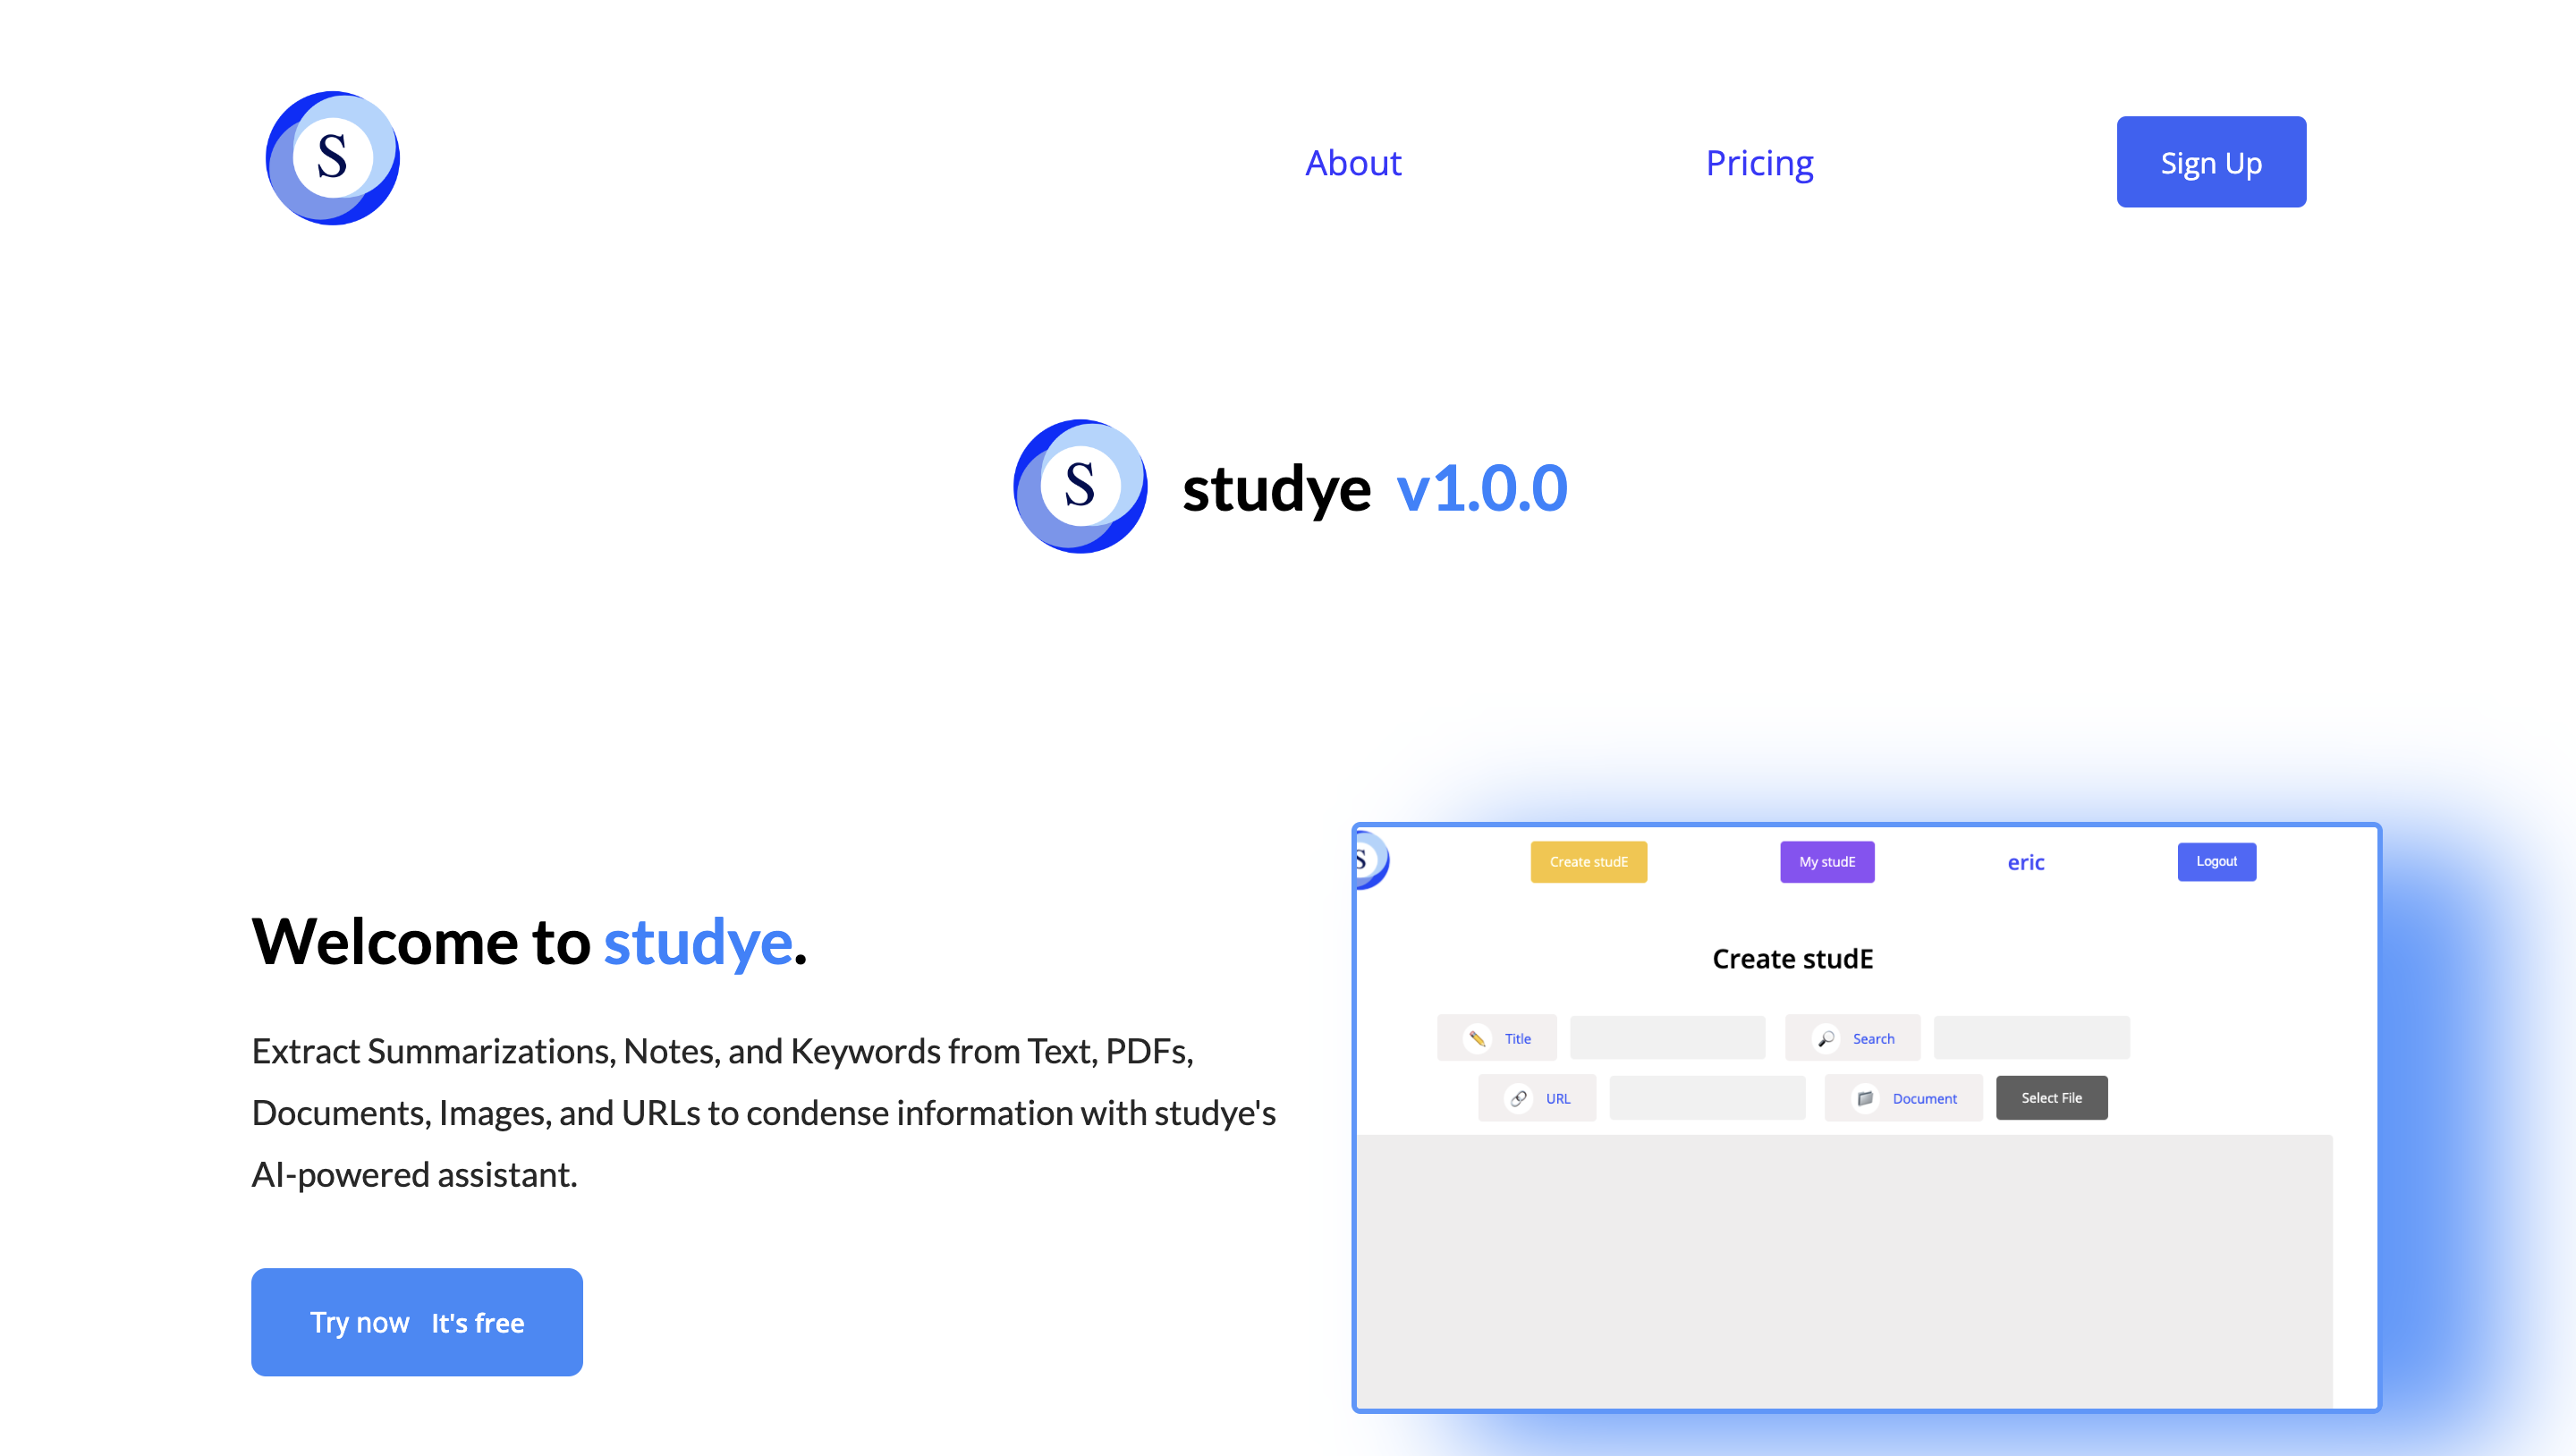 S
About
Pricing
Sign Up
S
studye v1.0.0
Welcome to studye.
Extract Summarizations, Notes, and Keywords from Text, PDFs,
Documents, Images, and URLs to condense information with studye's
AI-powered assistant.
Try now It's free
S
Create studE
My studE
eric
Logout
Create studE
Title
Search
URL
Document
Select File